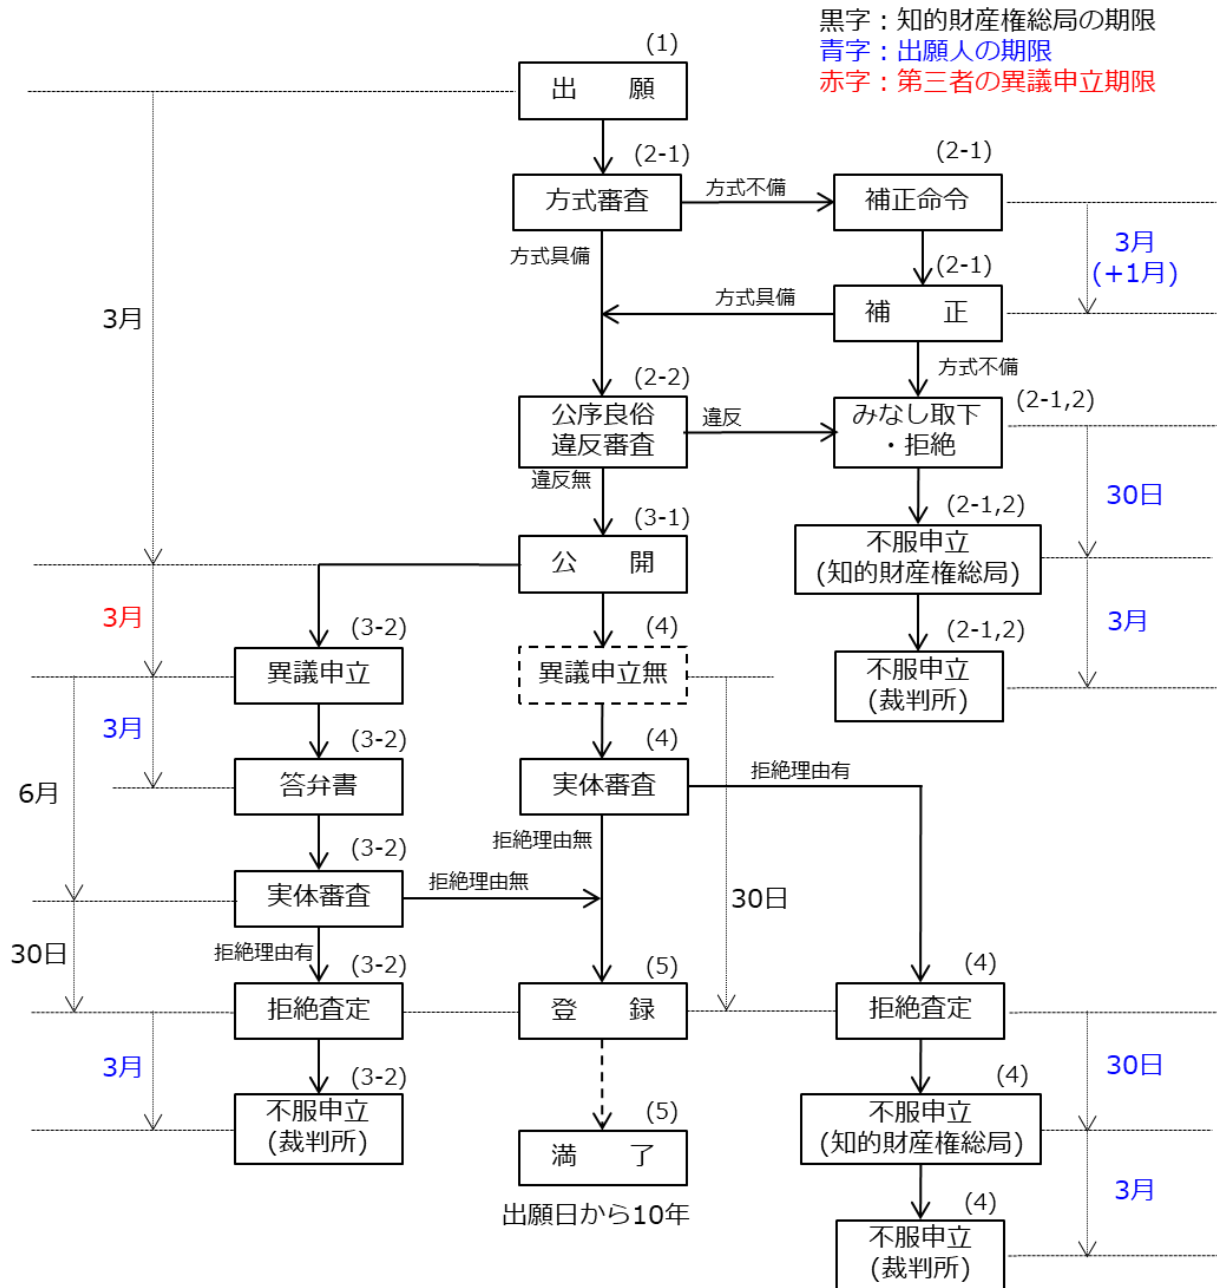 黒字：知的財産権総局の期限
青字：出願人の期限
赤字：第三者の異議申立期限
(1)
出　願
(2-1)
方式審査
方式不備
(2-1)
補正命令
3月
(+1月)
方式具備
(2-1)
方式具備
補　正
3月
方式不備
(2-2)
公序良俗
違反審査
違反
(2-1,2)
みなし取下
・拒絶
違反無
30日
(3-1)
公　開
(2-1,2)
不服申立
(知的財産権総局)
3月
3月
(3-2)
異議申立
(4)
異議申立無
(2-1,2)
不服申立
(裁判所)
3月
(3-2)
答弁書
(4)
実体審査
拒絶理由有
6月
拒絶理由無
(3-2)
実体審査
拒絶理由無
30日
30日
拒絶理由有
(3-2)
拒絶査定
(5)
登　録
(4)
拒絶査定
3月
30日
(3-2)
不服申立
(裁判所)
(5)
満　了
出願日から10年
(4)
不服申立
(知的財産権総局)
3月
(4)
不服申立
(裁判所)